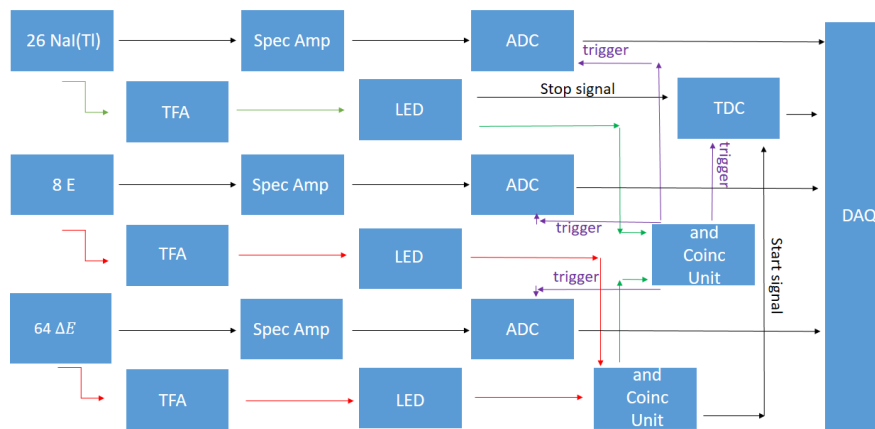 26 NaI(Tl)
Spec Amp
ADC
trigger
TFA
LED
Stop signal
TDC
trigger
8 E
Spec Amp
ADC
trigger
DAQ
TFA
LED
and
Coinc
Unit
Start signal
trigger
64 ΔE
Spec Amp
ADC
TFA
LED
and
Coinc
Unit